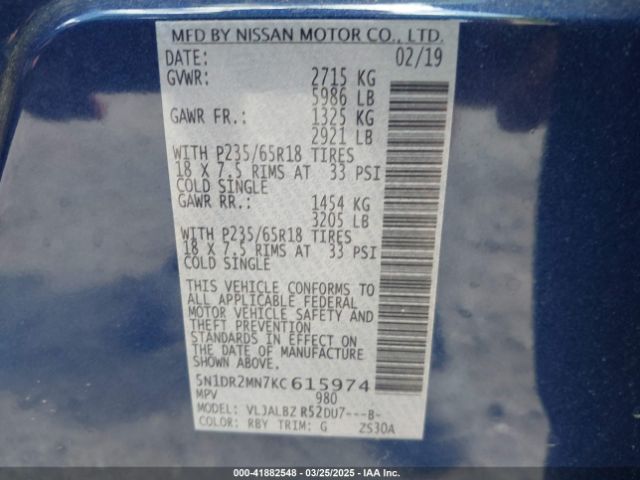 MFD BY NISSAN MOTOR CO., LTD.
DATE: 02/19
GVWR: 2715 KG
5986 LB
GAWR FR.: 1325 KG
2921 LB
WITH P235/65R18 TIRES
18 X 7.5 RIMS AT 33 PSI
COLD SINGLE
GAWR RR.: 1454 KG
3205 LB
WITH P235/65R18 TIRES
18 X 7.5 RIMS AT 33 PSI
COLD SINGLE
THIS VEHICLE CONFORMS TO
ALL APPLICABLE FEDERAL
MOTOR VEHICLE SAFETY AND
THEFT PREVENTION
STANDARDS IN EFFECT ON
THE DATE OF MANUFACTURE
SHOWN ABOVE.
5N1DR2MN7KC615974
MPV 980
MODEL: VLJALBZ R52DU7---B-
COLOR: RBY TRIM: G ZS30A
000-41882548 - 03/25/2025 - IAA Inc.